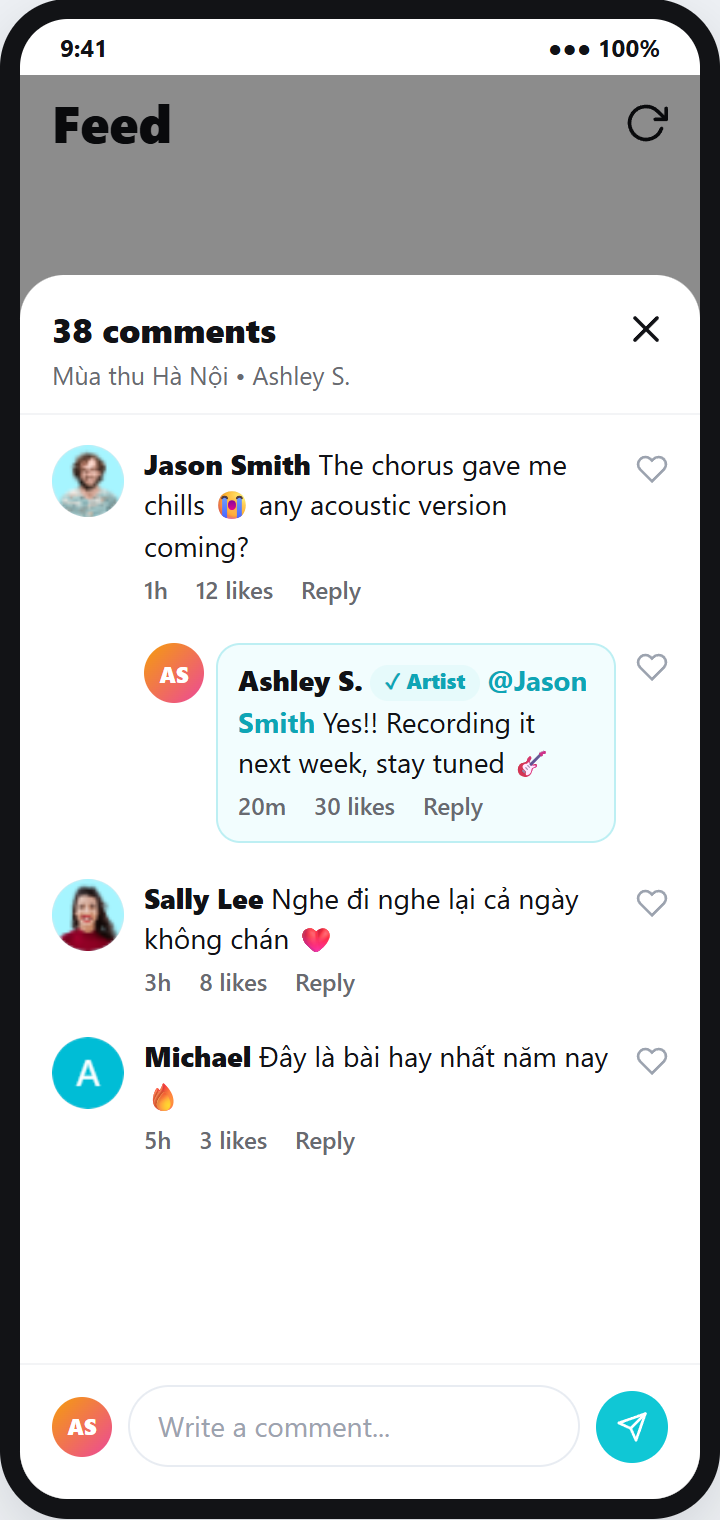 9:41
●●● 100%
Feed
38 comments
Mùa thu Hà Nội • Ashley S.
Jason Smith The chorus gave me
chills 😭 any acoustic version
coming?
1h 12 likes Reply
AS
Ashley S. ✓ Artist @Jason
Smith Yes!! Recording it
next week, stay tuned 🎸
20m 30 likes Reply
Sally Lee Nghe đi nghe lại cả ngày
không chán ❤️
3h 8 likes Reply
A
Michael Đây là bài hay nhất năm nay
🔥
5h 3 likes Reply
AS
Write a comment...